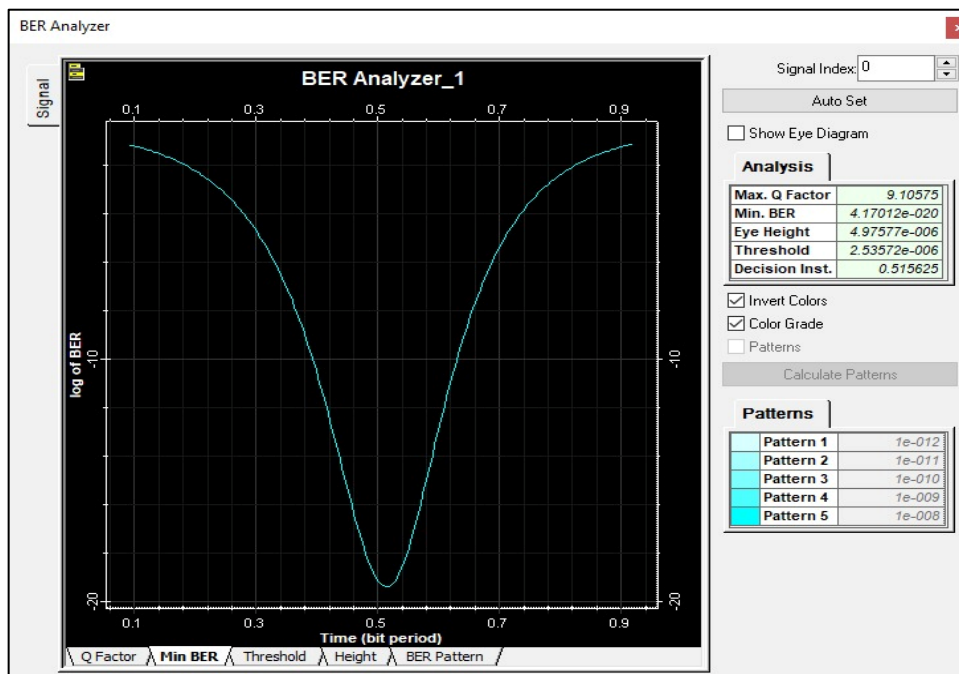 BER Analyzer
x
Signal
BER Analyzer_1
0.1 0.3 0.5 0.7 0.9
log of BER
-10 -10
-20 -20
0.1 0.3 0.5 0.7 0.9
Time (bit period)
Q Factor Min BER Threshold Height BER Pattern
Signal Index: 0
Auto Set
Show Eye Diagram
Analysis
Max. Q Factor 9.10575
Min. BER 4.17012e-020
Eye Height 4.97577e-006
Threshold 2.53572e-006
Decision Inst. 0.515625
Invert Colors
Color Grade
Patterns
Calculate Patterns
Patterns
Pattern 1 1e-012
Pattern 2 1e-011
Pattern 3 1e-010
Pattern 4 1e-009
Pattern 5 1e-008